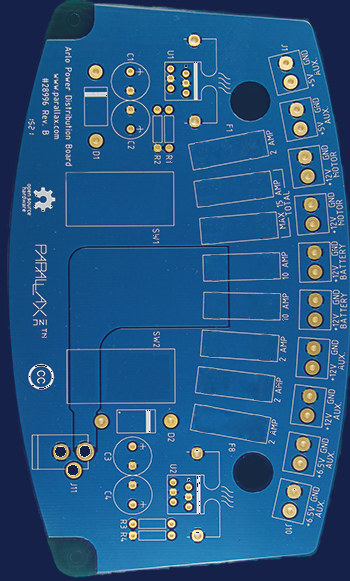 Arlo Power Distribution Board
www.parallax.com
#28996 Rev. B
open source
hardware
PARALLAX INC TM
CC
C1
C2
D1
U1
R2
R1
F1
SW1
SW2
C3
C4
D2
U2
R3
R4
F8
J11
J1
J10
2 AMP
15 AMP
MAX TOTAL
10 AMP
10 AMP
2 AMP
2 AMP
2 AMP
+5V GND
AUX.
+5V GND
AUX.
+12V GND
MOTOR
+12V GND
MOTOR
+12V GND
BATTERY
+12V GND
BATTERY
+12V GND
AUX.
+12V GND
AUX.
+6.5V GND
AUX.
+6.5V GND
AUX.